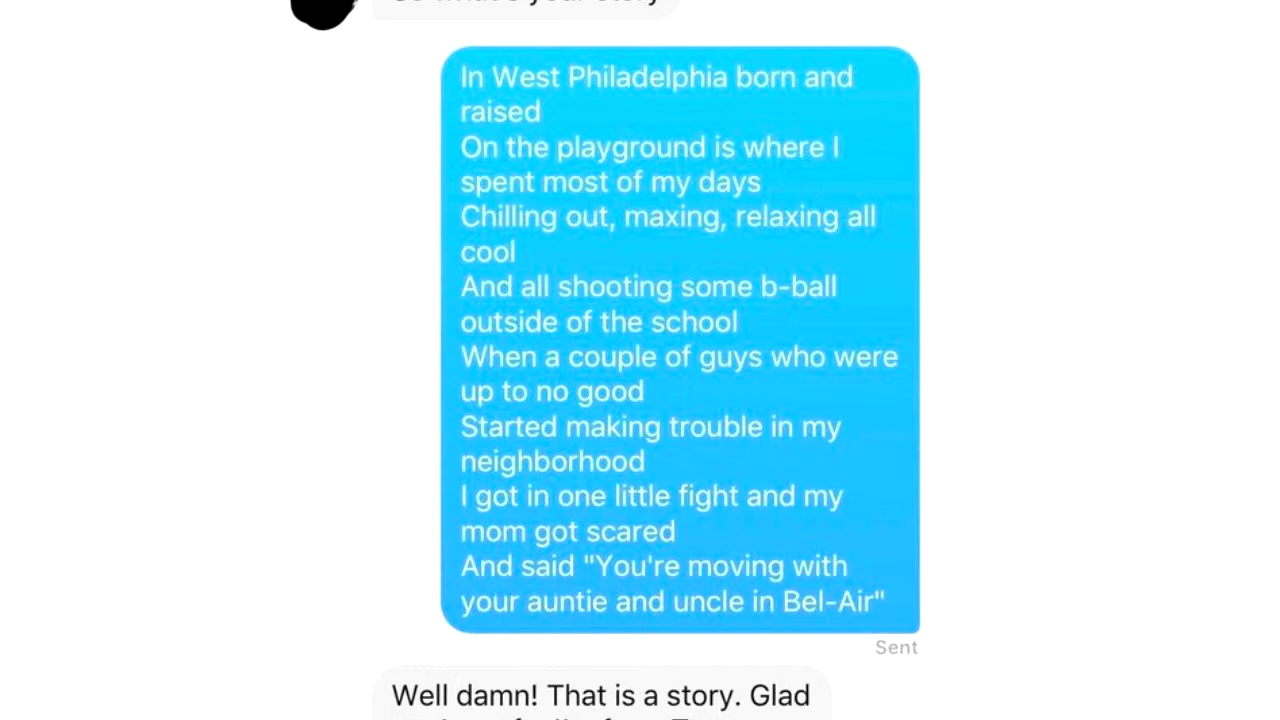 In West Philadelphia born and
raised
On the playground is where I
spent most of my days
Chilling out, maxing, relaxing all
cool
And all shooting some b-ball
outside of the school
When a couple of guys who were
up to no good
Started making trouble in my
neighborhood
I got in one little fight and my
mom got scared
And said "You're moving with
your auntie and uncle in Bel-Air"
Sent
Well damn! That is a story. Glad